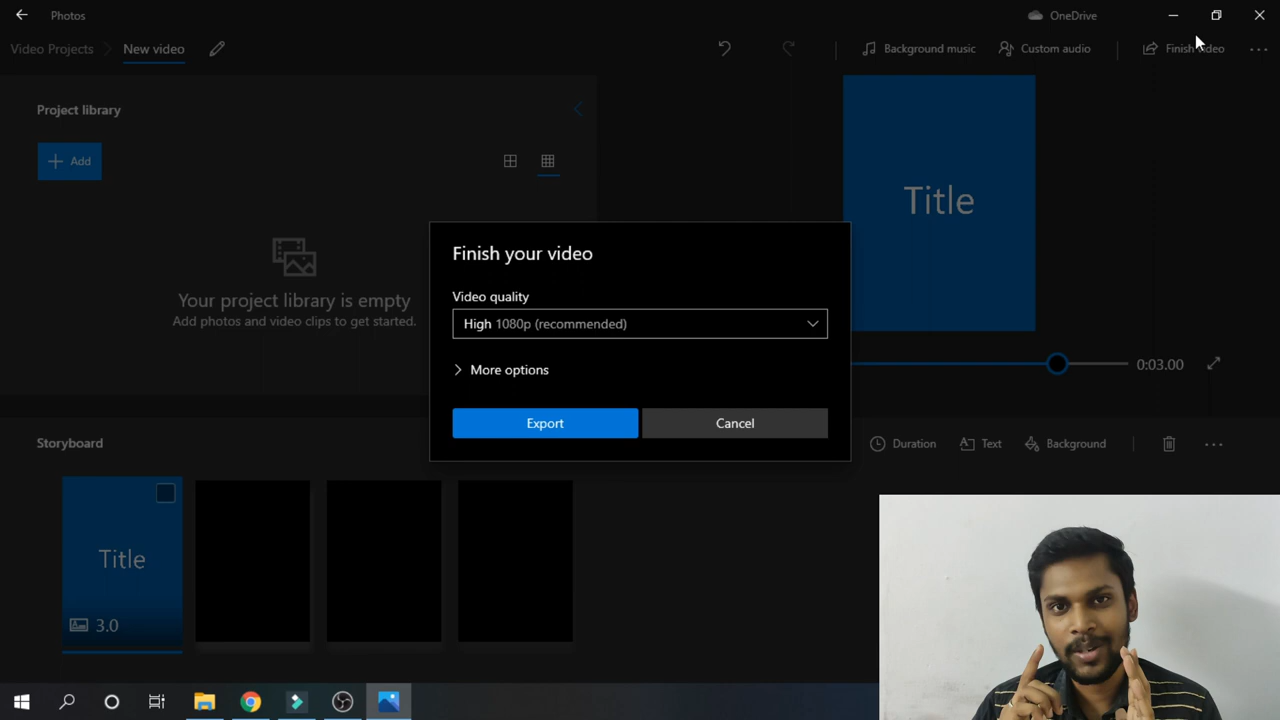 Photos
OneDrive
Video Projects > New video
Background music
Custom audio
Finish video
Project library
+ Add
Your project library is empty
Add photos and video clips to get started.
Title
Finish your video
Video quality
High 1080p (recommended)
More options
Export
Cancel
0:03.00
Storyboard
Duration
Text
Background
Title
3.0